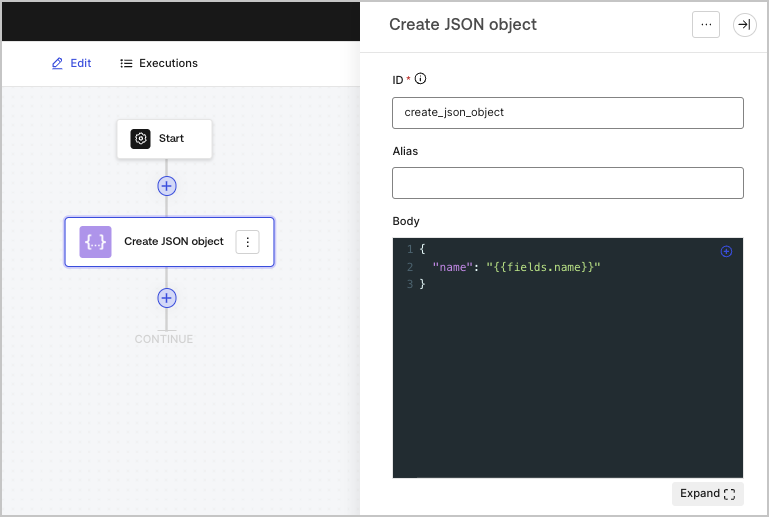 Create JSON object
Edit
Executions
Start
{..}
Create JSON object
CONTINUE
ID *
create_json_object
Alias
Body
1 {
2 "name": "{{fields.name}}"
3 }
Expand